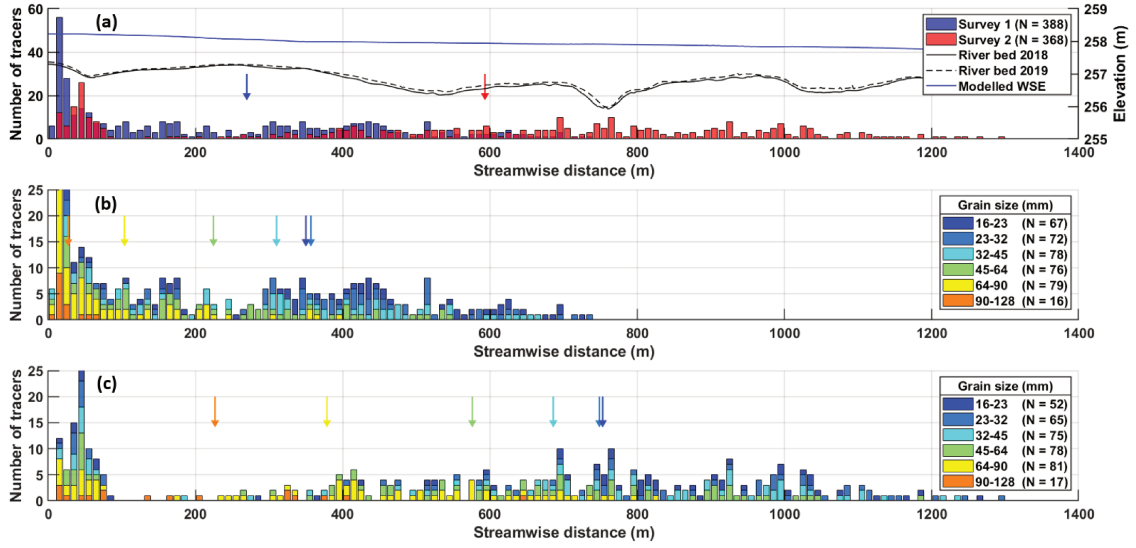 (a)
Number of tracers
60
40
20
0
0 200 400 600 800 1000 1200 1400
Streamwise distance (m)
259
258
257
256
255
Elevation (m)
Survey 1 (N = 388)
Survey 2 (N = 368)
River bed 2018
River bed 2019
Modelled WSE
(b)
Number of tracers
25
20
15
10
5
0
0 200 400 600 800 1000 1200 1400
Streamwise distance (m)
Grain size (mm)
16-23 (N = 67)
23-32 (N = 72)
32-45 (N = 78)
45-64 (N = 76)
64-90 (N = 79)
90-128 (N = 16)
(c)
Number of tracers
25
20
15
10
5
0
0 200 400 600 800 1000 1200 1400
Streamwise distance (m)
Grain size (mm)
16-23 (N = 52)
23-32 (N = 65)
32-45 (N = 75)
45-64 (N = 78)
64-90 (N = 81)
90-128 (N = 17)